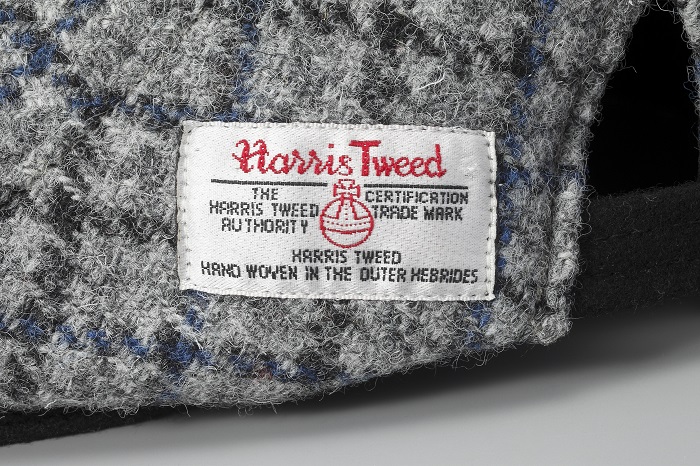 Harris Tweed
THE CERTIFICATION
HARRIS TWEED TRADE MARK
AUTHORITY
HARRIS TWEED
HAND WOVEN IN THE OUTER HEBRIDES